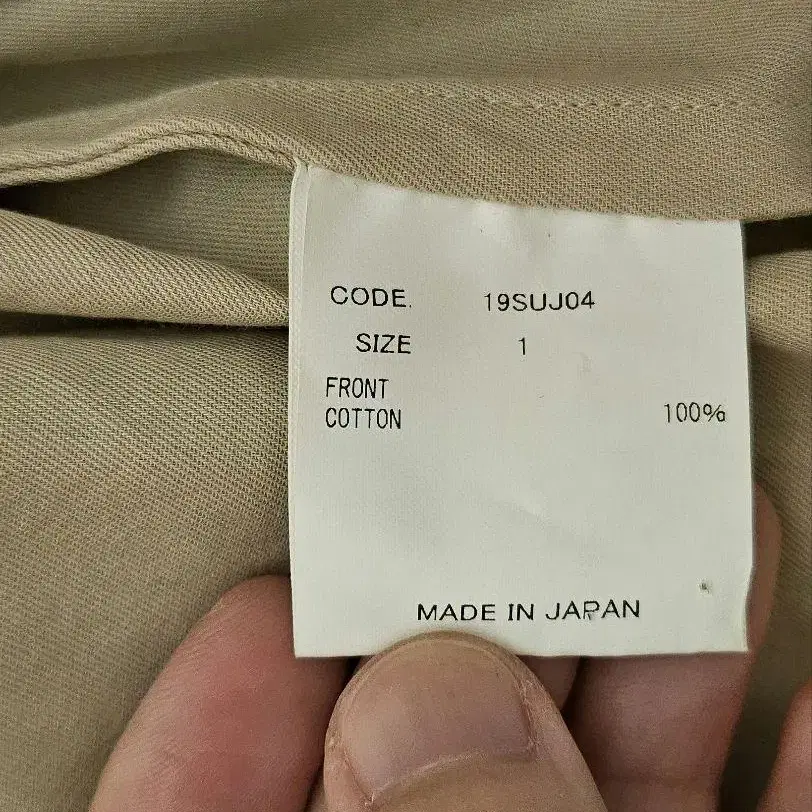 CODE. 19SUJ04
SIZE 1
FRONT
COTTON 100%
MADE IN JAPAN